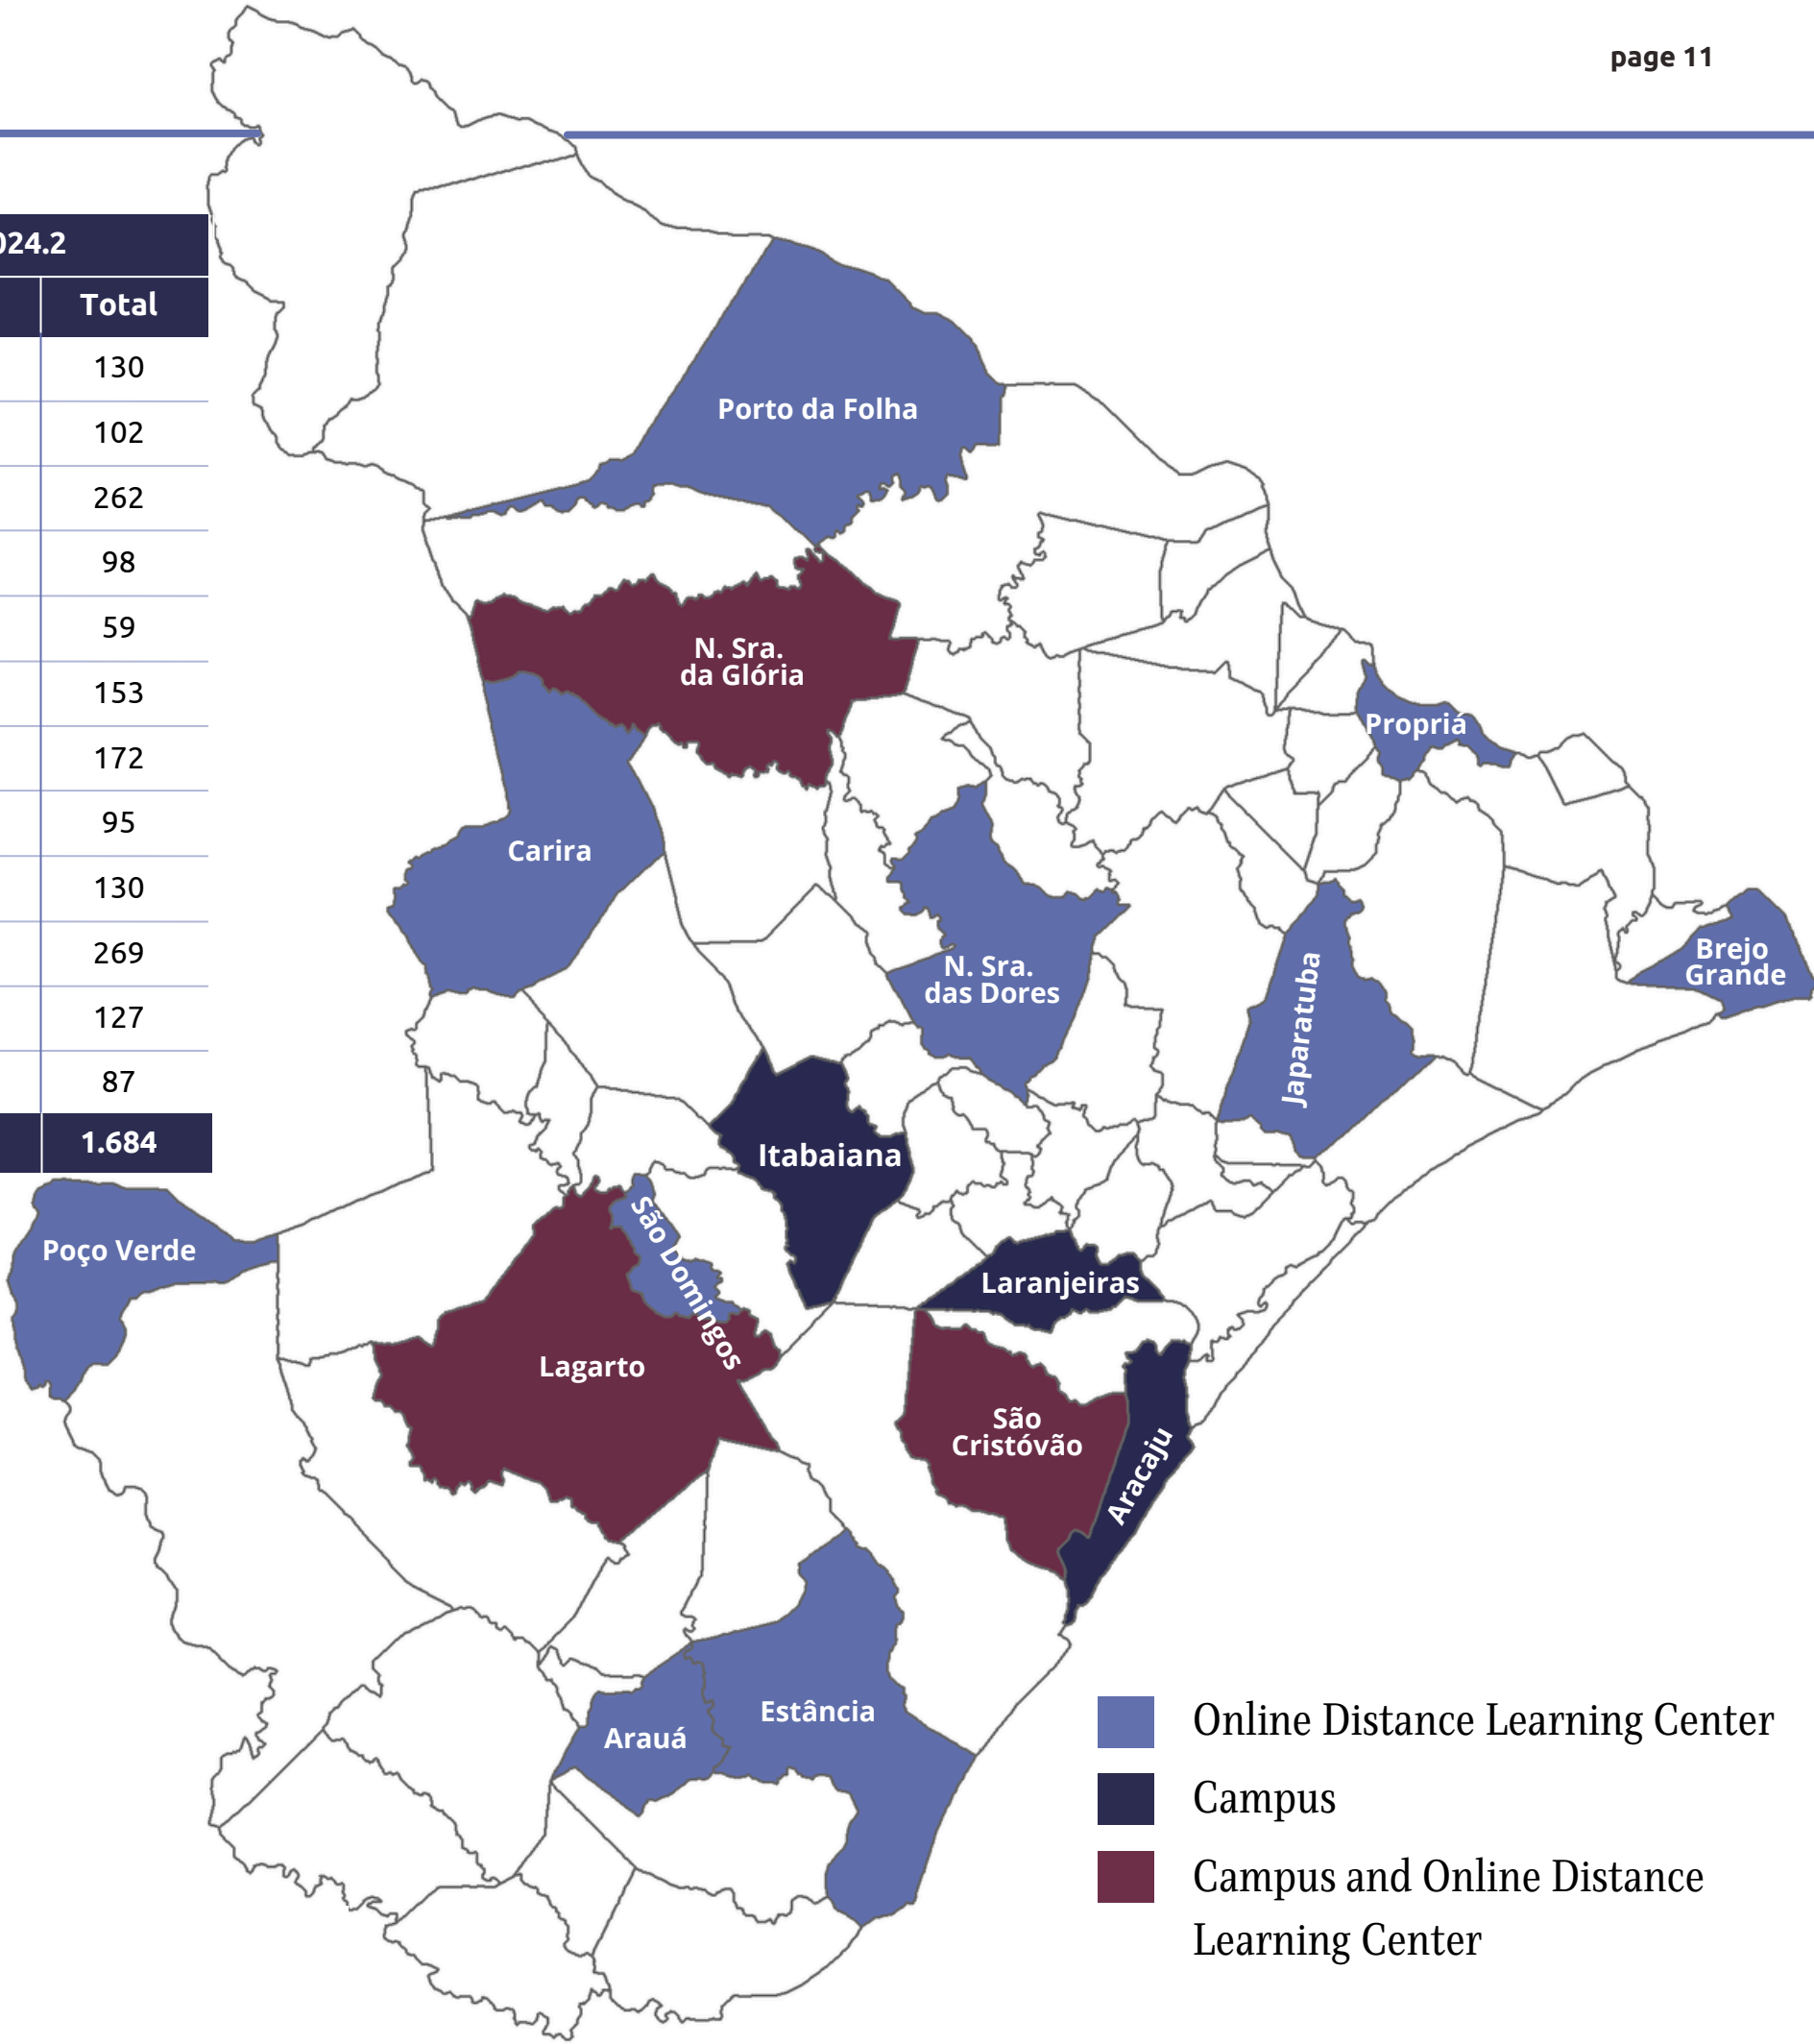 page 11
024.2
Total
130
102
262
98
59
153
172
95
130
269
127
87
1.684
Porto da Folha
N. Sra.
da Glória
Propriá
Carira
N. Sra.
das Dores
Japaratuba
Brejo
Grande
Itabaiana
São Domingos
Poço Verde
Laranjeiras
Lagarto
São
Cristóvão
Aracaju
Estância
Arauá
Online Distance Learning Center
Campus
Campus and Online Distance
Learning Center